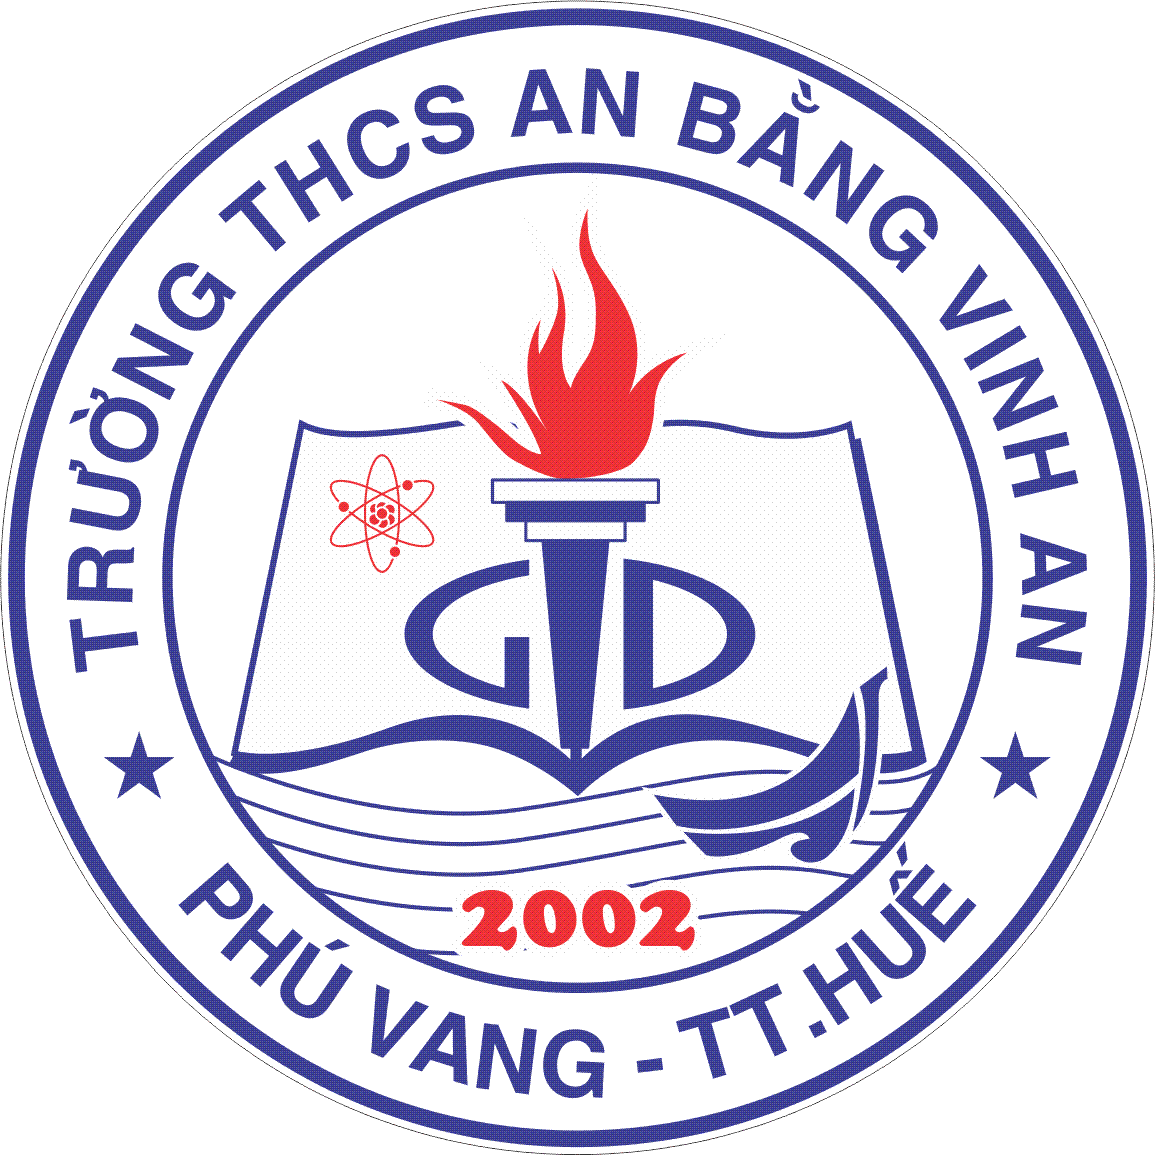 TRƯỜNG THCS AN BẰNG VINH AN
GD
2002
PHÚ VANG - TT.HUẾ